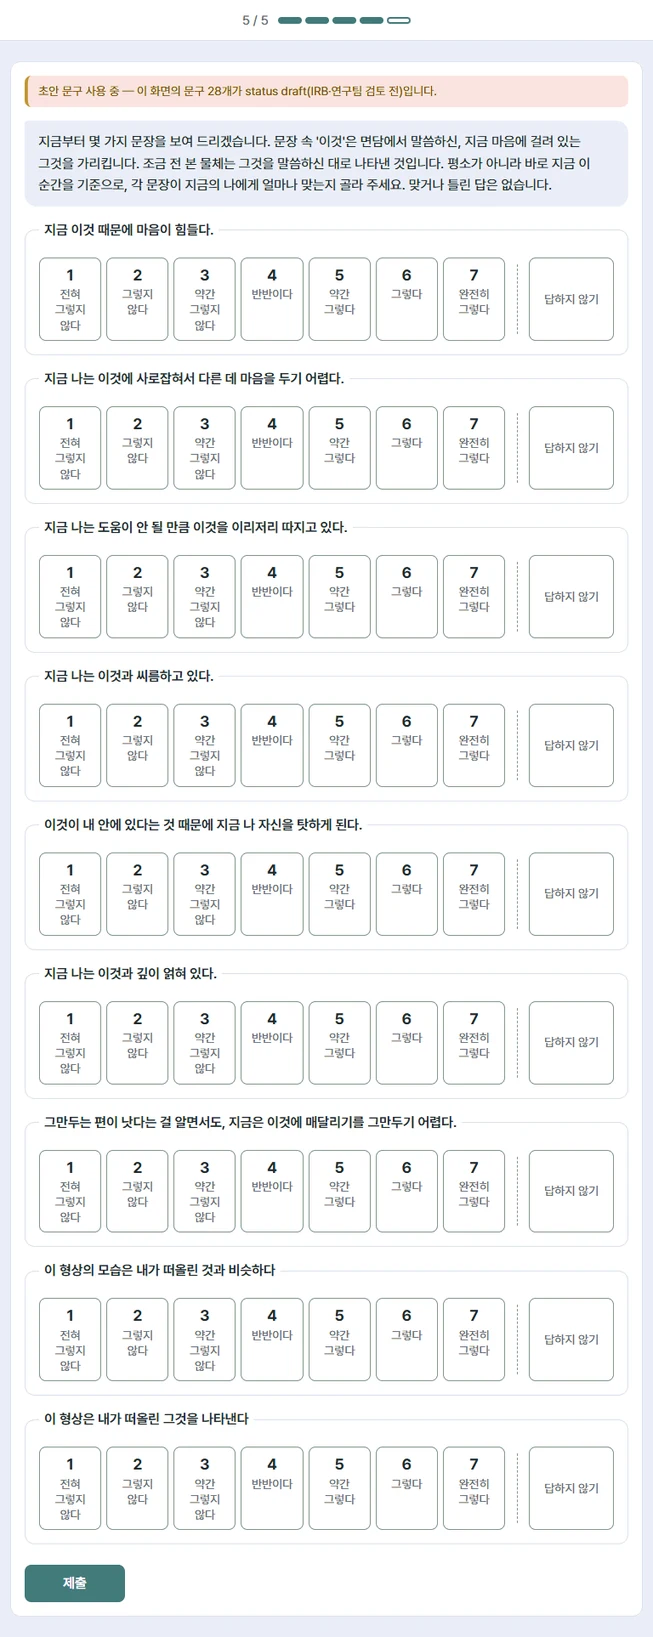 5 / 5
초안 문구 사용 중 — 이 화면의 문구 28개가 status draft(IRB·연구팀 검토 전)입니다.
지금부터 몇 가지 문장을 보여 드리겠습니다. 문장 속 '이것'은 면담에서 말씀하신, 지금 마음에 걸려 있는
그것을 가리킵니다. 조금 전 본 물체는 그것을 말씀하신 대로 나타낸 것입니다. 평소가 아니라 바로 지금 이
순간을 기준으로, 각 문장이 지금의 나에게 얼마나 맞는지 골라 주세요. 맞거나 틀린 답은 없습니다.
지금 이것 때문에 마음이 힘들다.
1 2 3 4 5 6 7
전혀 그렇지 약간 반반이다 약간 그렇다 완전히 답하지 않기
그렇지 않다 그렇지 그렇다 그렇다
않다 않다
지금 나는 이것에 사로잡혀서 다른 데 마음을 두기 어렵다.
1 2 3 4 5 6 7
전혀 그렇지 약간 반반이다 약간 그렇다 완전히 답하지 않기
그렇지 않다 그렇지 그렇다 그렇다
않다 않다
지금 나는 도움이 안 될 만큼 이것을 이리저리 따지고 있다.
1 2 3 4 5 6 7
전혀 그렇지 약간 반반이다 약간 그렇다 완전히 답하지 않기
그렇지 않다 그렇지 그렇다 그렇다
않다 않다
지금 나는 이것과 씨름하고 있다.
1 2 3 4 5 6 7
전혀 그렇지 약간 반반이다 약간 그렇다 완전히 답하지 않기
그렇지 않다 그렇지 그렇다 그렇다
않다 않다
이것이 내 안에 있다는 것 때문에 지금 나 자신을 탓하게 된다.
1 2 3 4 5 6 7
전혀 그렇지 약간 반반이다 약간 그렇다 완전히 답하지 않기
그렇지 않다 그렇지 그렇다 그렇다
않다 않다
지금 나는 이것과 깊이 얽혀 있다.
1 2 3 4 5 6 7
전혀 그렇지 약간 반반이다 약간 그렇다 완전히 답하지 않기
그렇지 않다 그렇지 그렇다 그렇다
않다 않다
그만두는 편이 낫다는 걸 알면서도, 지금은 이것에 매달리기를 그만두기 어렵다.
1 2 3 4 5 6 7
전혀 그렇지 약간 반반이다 약간 그렇다 완전히 답하지 않기
그렇지 않다 그렇지 그렇다 그렇다
않다 않다
이 형상의 모습은 내가 떠올린 것과 비슷하다
1 2 3 4 5 6 7
전혀 그렇지 약간 반반이다 약간 그렇다 완전히 답하지 않기
그렇지 않다 그렇지 그렇다 그렇다
않다 않다
이 형상은 내가 떠올린 그것을 나타낸다
1 2 3 4 5 6 7
전혀 그렇지 약간 반반이다 약간 그렇다 완전히 답하지 않기
그렇지 않다 그렇지 그렇다 그렇다
않다 않다
제출